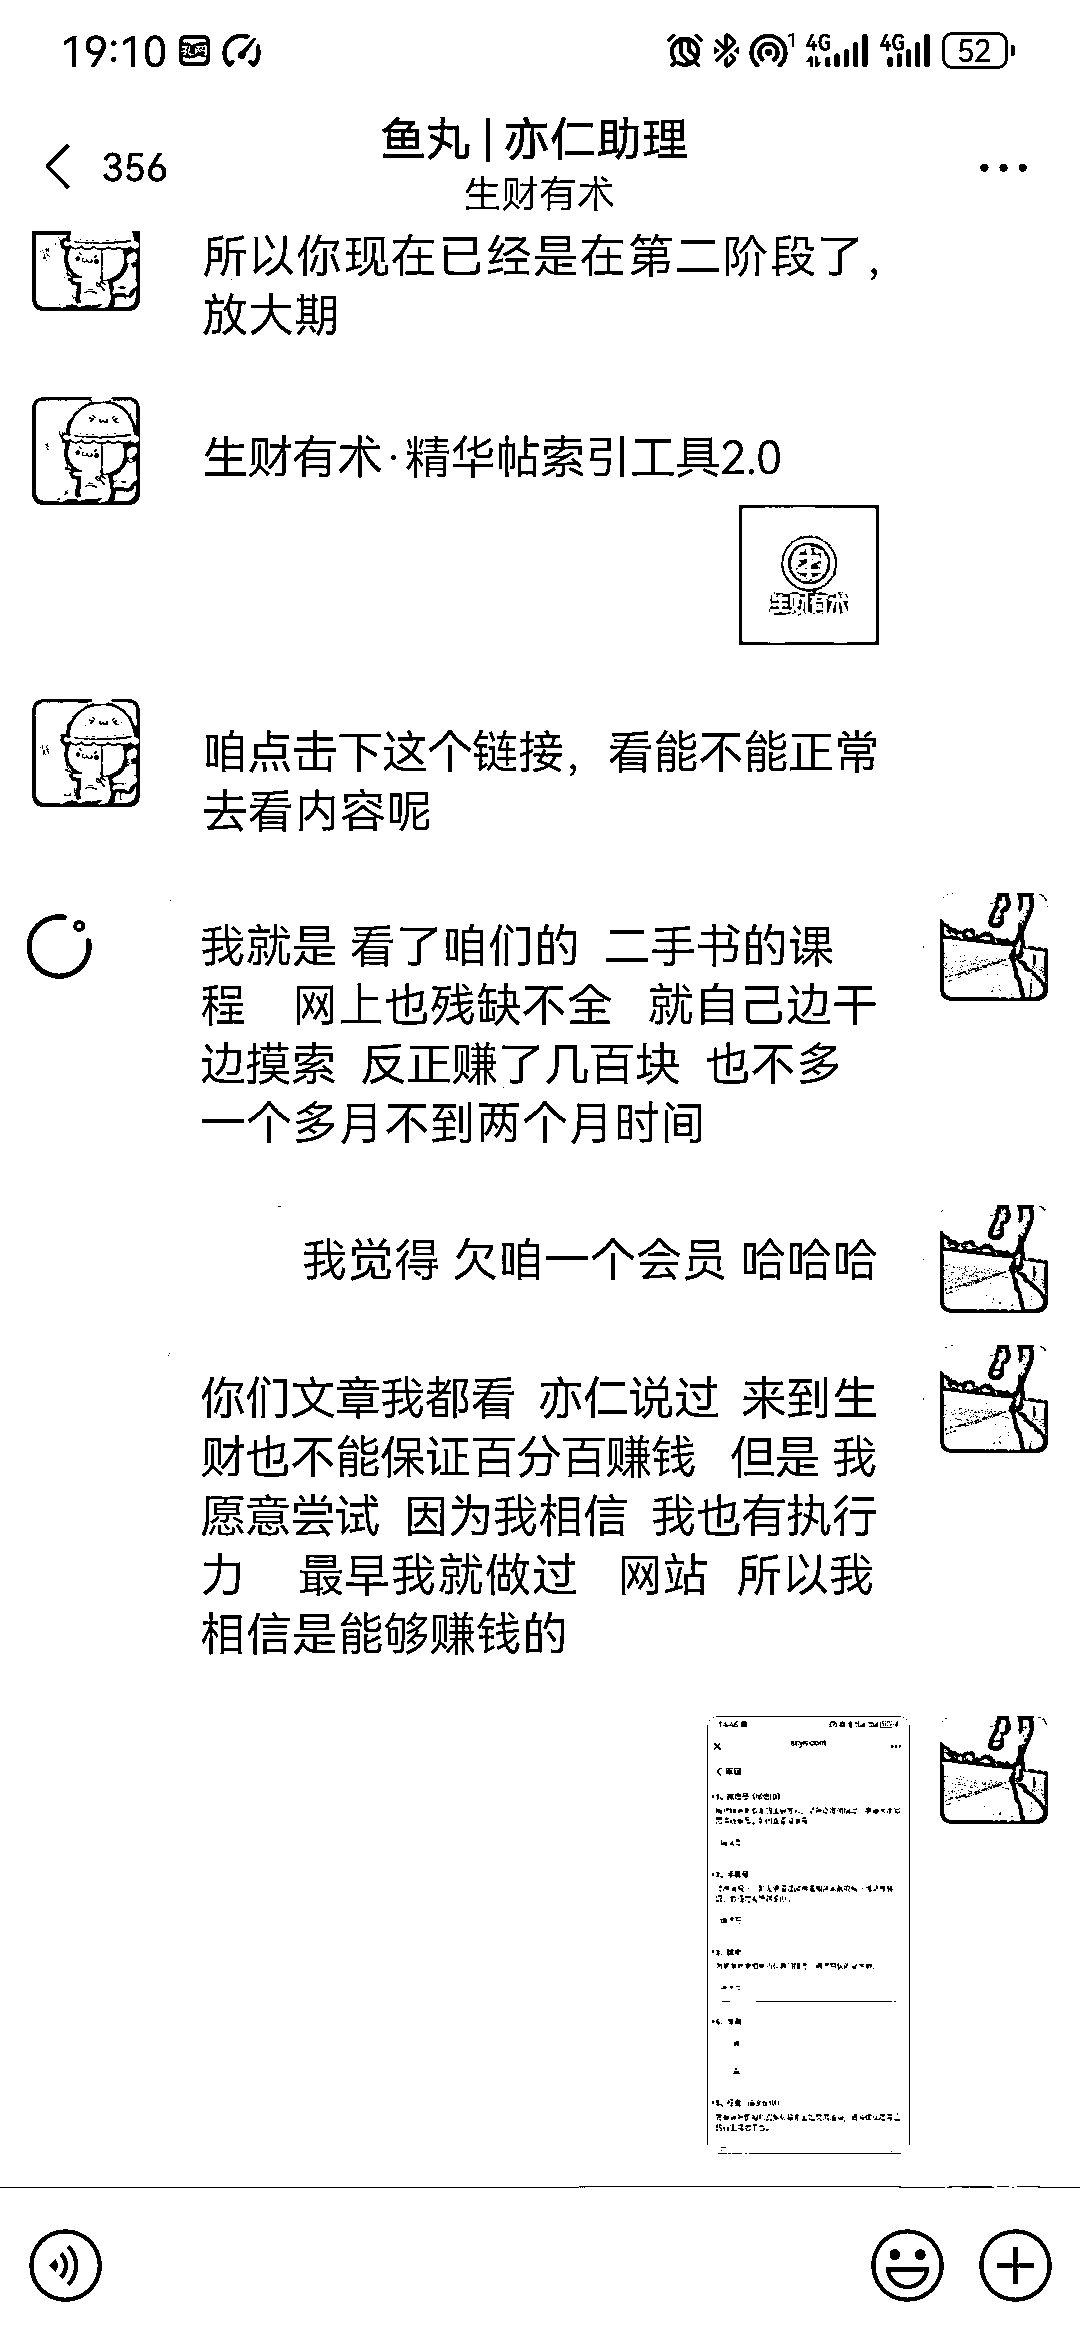 19:10 孔网 1 4G 4G 52
356 鱼丸 | 亦仁助理
生财有术
所以你现在已经是在第二阶段了，
放大期
生财有术·精华帖索引工具2.0
生财有术
咱点击下这个链接，看能不能正常
去看内容呢
我就是 看了咱们的 二手书的课
程 网上也残缺不全 就自己边干
边摸索 反正赚了几百块 也不多
一个多月不到两个月时间
我觉得 欠咱一个会员 哈哈哈
你们文章我都看 亦仁说过 来到生
财也不能保证百分百赚钱 但是 我
愿意尝试 因为我相信 我也有执行
力 最早我就做过 网站 所以我
相信是能够赚钱的